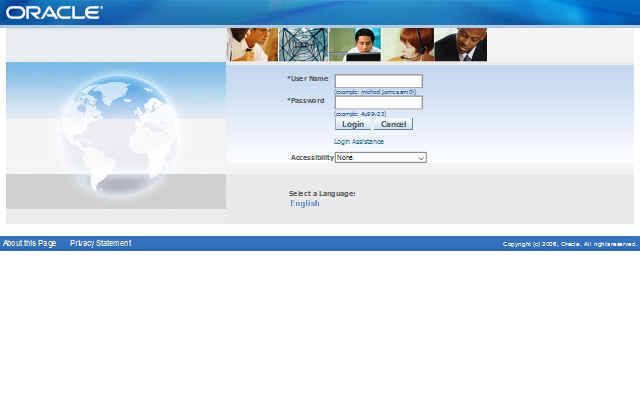 ORACLE®
*User Name
(example: michael.james.smith)
*Password
(example: 4u99v23)
Login Cancel
Login Assistance
Accessibility None
Select a Language:
English
About this Page Privacy Statement Copyright (c) 2006, Oracle. All rights reserved.